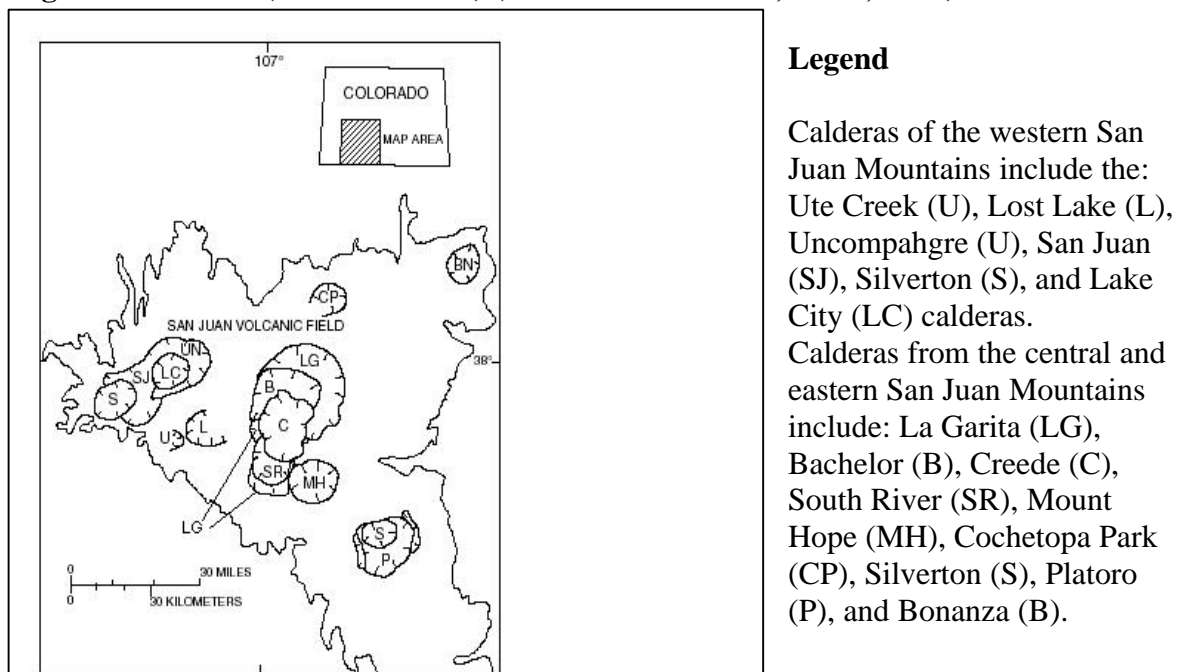 107°
COLORADO
MAP AREA
BN
CP
SAN JUAN VOLCANIC FIELD
UN
LG
38°
SJ
LC
B
S
C
U
L
SR
MH
LG
S
P
0
30 MILES
0
30 KILOMETERS
Legend
Calderas of the western San
Juan Mountains include the:
Ute Creek (U), Lost Lake (L),
Uncompahgre (U), San Juan
(SJ), Silverton (S), and Lake
City (LC) calderas.
Calderas from the central and
eastern San Juan Mountains
include: La Garita (LG),
Bachelor (B), Creede (C),
South River (SR), Mount
Hope (MH), Cochetopa Park
(CP), Silverton (S), Platoro
(P), and Bonanza (B).